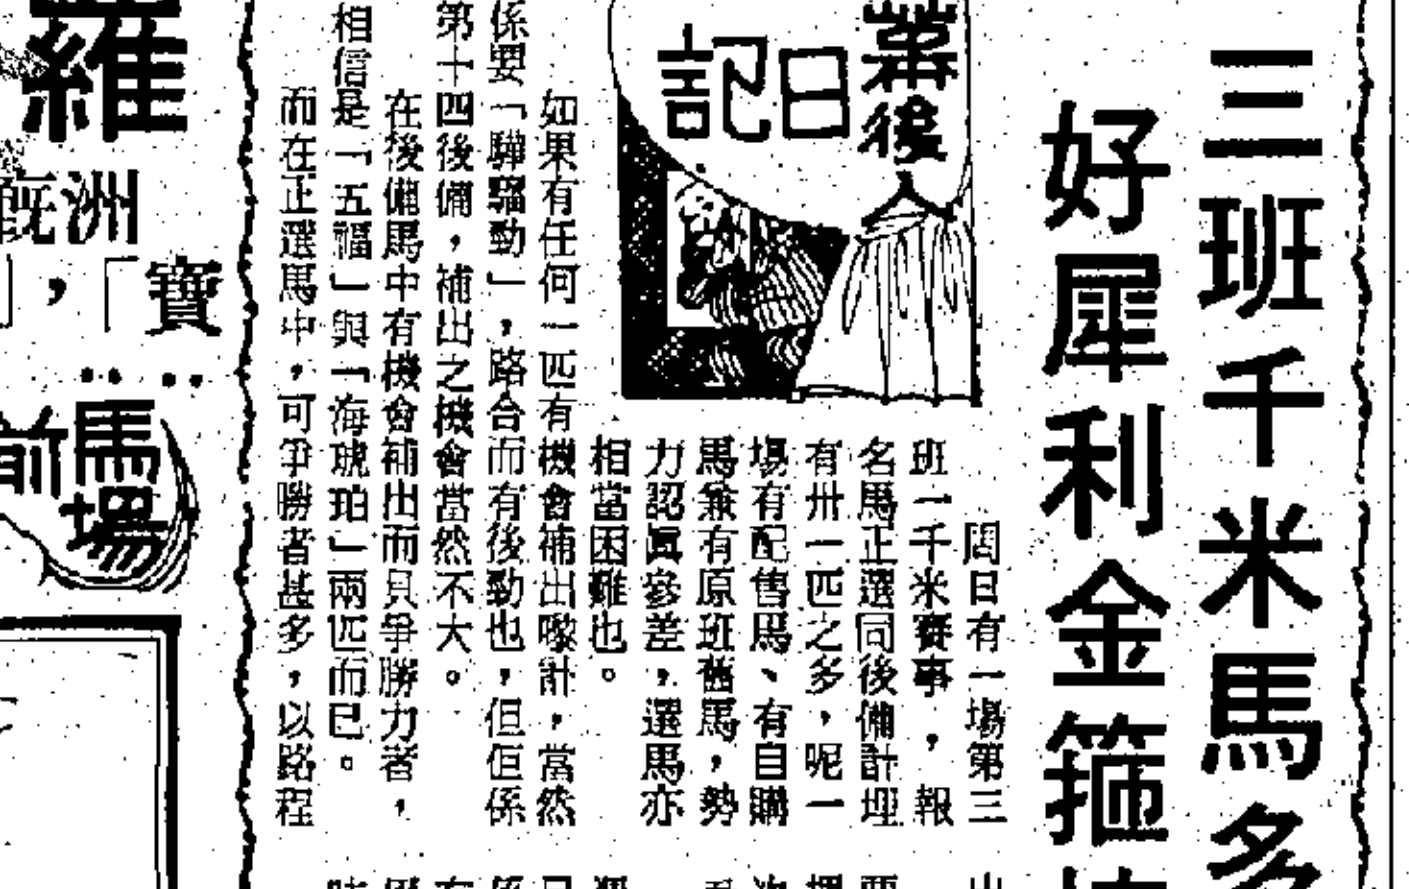 三班千米馬多
好犀利金箍
幕後人
日記
周日有一場第三
班一千米賽事，報
名馬正選同後備計埋
有卅一匹之多，呢一
場有配售馬、有自購
馬兼有原班舊馬，勢
力認眞參差，選馬亦
相當困難也。
如果有任何一匹有機會補出嚟計，當然
係要「驊騮勁」，路合而有後勁也，但佢係
第十四後備，補出之機會當然不大。
在後備馬中有機會補出而具爭勝力者，
相信是「五福」與「海琥珀」兩匹而已。
而在正選馬中，可爭勝者甚多，以路程
羅
洲
」，「寶
馬場
前